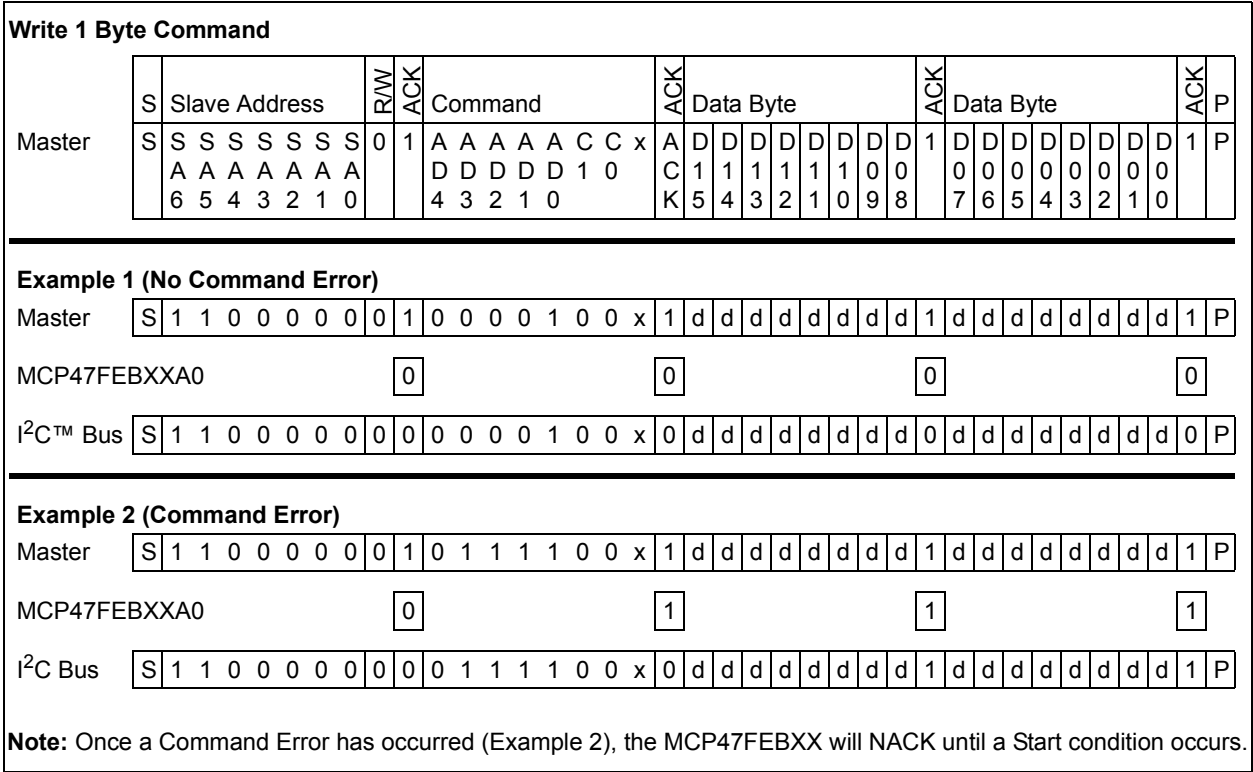 Write 1 Byte Command
S Slave Address R/W ACK Command ACK Data Byte ACK Data Byte ACK P
Master S S S S S S S S 0 1 A A A A A C C x A D D D D D D D D 1 D D D D D D D D 1 P
A A A A A A A D D D D D 1 0 C 1 1 1 1 1 1 0 0 0 0 0 0 0 0 0 0
6 5 4 3 2 1 0 4 3 2 1 0 K 5 4 3 2 1 0 9 8 7 6 5 4 3 2 1 0
Example 1 (No Command Error)
Master S 1 1 0 0 0 0 0 0 1 0 0 0 0 1 0 0 x 1 d d d d d d d d 1 d d d d d d d d 1 P
MCP47FEBXXA0 0 0 0 0
I2C™ Bus S 1 1 0 0 0 0 0 0 0 0 0 0 0 1 0 0 x 0 d d d d d d d d 0 d d d d d d d d 0 P
Example 2 (Command Error)
Master S 1 1 0 0 0 0 0 0 1 0 1 1 1 1 0 0 x 1 d d d d d d d d 1 d d d d d d d d 1 P
MCP47FEBXXA0 0 1 1 1
I2C Bus S 1 1 0 0 0 0 0 0 0 0 1 1 1 1 0 0 x 0 d d d d d d d d 1 d d d d d d d d 1 P
Note: Once a Command Error has occurred (Example 2), the MCP47FEBXX will NACK until a Start condition occurs.